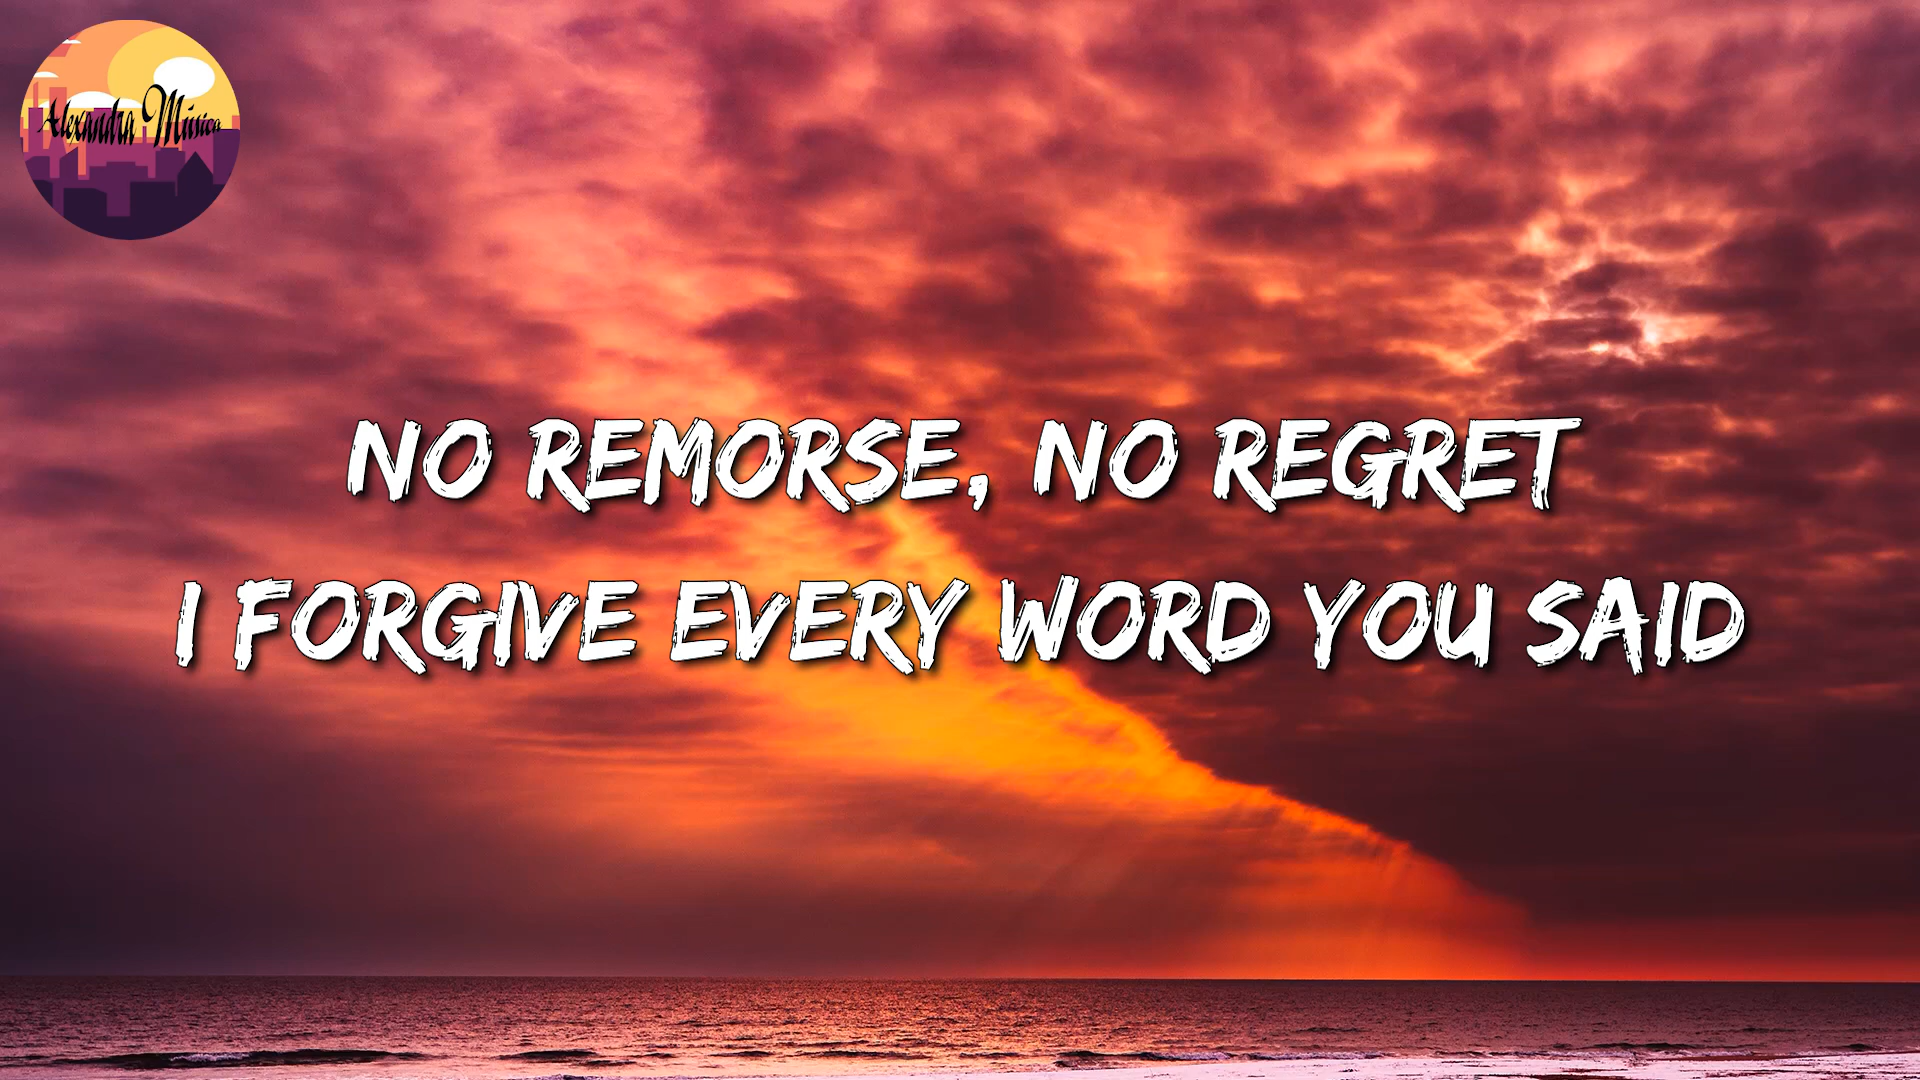 Alexandra Música
NO REMORSE, NO REGRET
I FORGIVE EVERY WORD YOU SAID